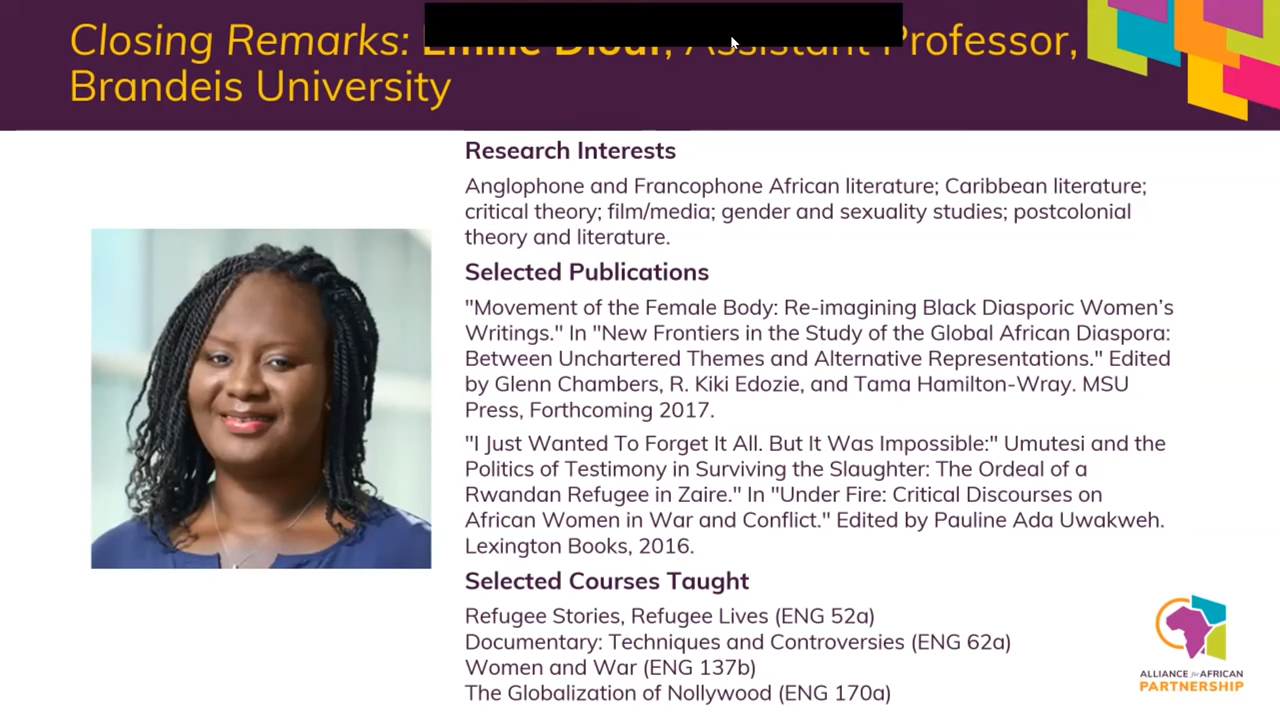 Closing Remarks: Emilie Diouf, Assistant Professor,
Brandeis University
Research Interests
Anglophone and Francophone African literature; Caribbean literature;
critical theory; film/media; gender and sexuality studies; postcolonial
theory and literature.
Selected Publications
"Movement of the Female Body: Re-imagining Black Diasporic Women’s
Writings." In "New Frontiers in the Study of the Global African Diaspora:
Between Unchartered Themes and Alternative Representations." Edited
by Glenn Chambers, R. Kiki Edozie, and Tama Hamilton-Wray. MSU
Press, Forthcoming 2017.
"I Just Wanted To Forget It All. But It Was Impossible:" Umutesi and the
Politics of Testimony in Surviving the Slaughter: The Ordeal of a
Rwandan Refugee in Zaire." In "Under Fire: Critical Discourses on
African Women in War and Conflict." Edited by Pauline Ada Uwakweh.
Lexington Books, 2016.
Selected Courses Taught
Refugee Stories, Refugee Lives (ENG 52a)
Documentary: Techniques and Controversies (ENG 62a)
Women and War (ENG 137b)
The Globalization of Nollywood (ENG 170a)
ALLIANCE for AFRICAN
PARTNERSHIP